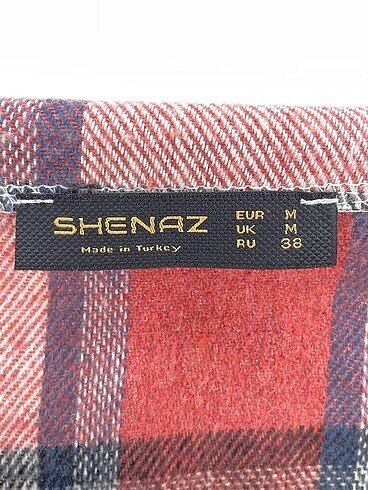 SHENAZ
Made in Turkey
EUR M
UK M
RU 38